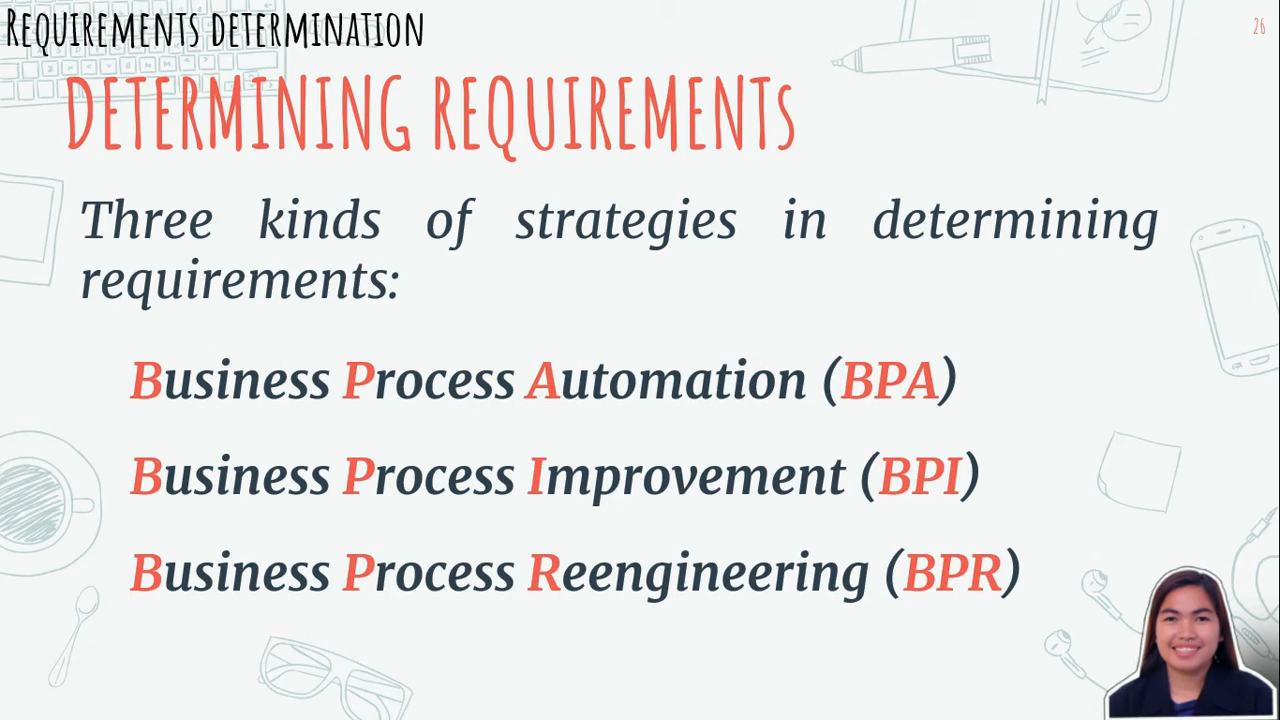 Requirements determination
26
DETERMINING REQUIREMENTs
Three kinds of strategies in determining
requirements:
Business Process Automation (BPA)
Business Process Improvement (BPI)
Business Process Reengineering (BPR)